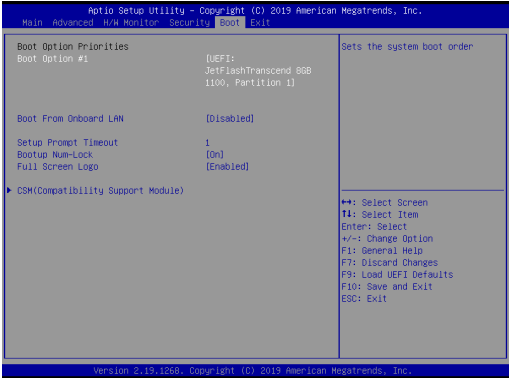 Aptio Setup Utility - Copyright (C) 2019 American Megatrends, Inc.
Main Advanced H/W Monitor Security Boot Exit
Boot Option Priorities
Boot Option #1 [UEFI:
JetFlashTranscend 8GB
1100, Partition 1]
Boot From Onboard LAN [Disabled]
Setup Prompt Timeout 1
Bootup Num-Lock [On]
Full Screen Logo [Enabled]
CSM(Compatibility Support Module)
Sets the system boot order
↔: Select Screen
↑↓: Select Item
Enter: Select
+/-: Change Option
F1: General Help
F7: Discard Changes
F9: Load UEFI Defaults
F10: Save and Exit
ESC: Exit
Version 2.19.1268. Copyright (C) 2019 American Megatrends, Inc.